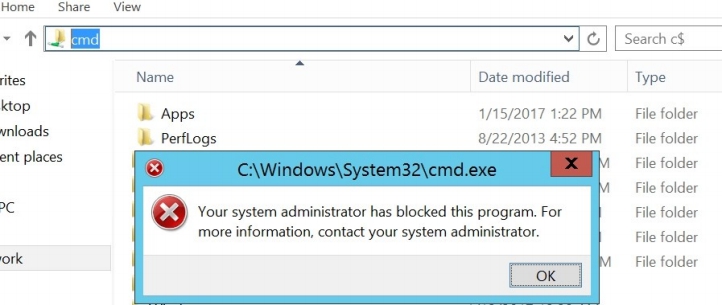 Home Share View
cmd
Search c$
Name Date modified Type
Apps 1/15/2017 1:22 PM File folder
PerfLogs 8/22/2013 4:52 PM File folder
C:\Windows\System32\cmd.exe
X
Your system administrator has blocked this program. For
more information, contact your system administrator.
OK
rites
sktop
wnloads
ent places
PC
work
M File folder
M File folder
File folder
File folder
M File folder
File folder